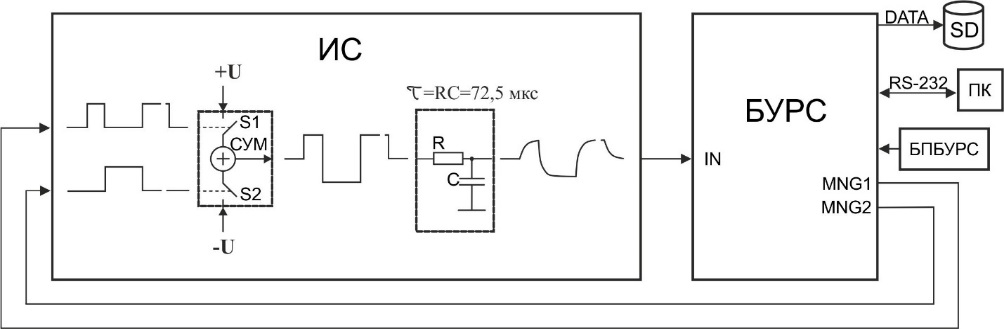 ИС
+U
S1
СУМ
S2
-U
τ=RC=72,5 мкс
R
C
БУРС
IN
MNG1
MNG2
DATA
SD
RS-232
ПК
БПБУРС